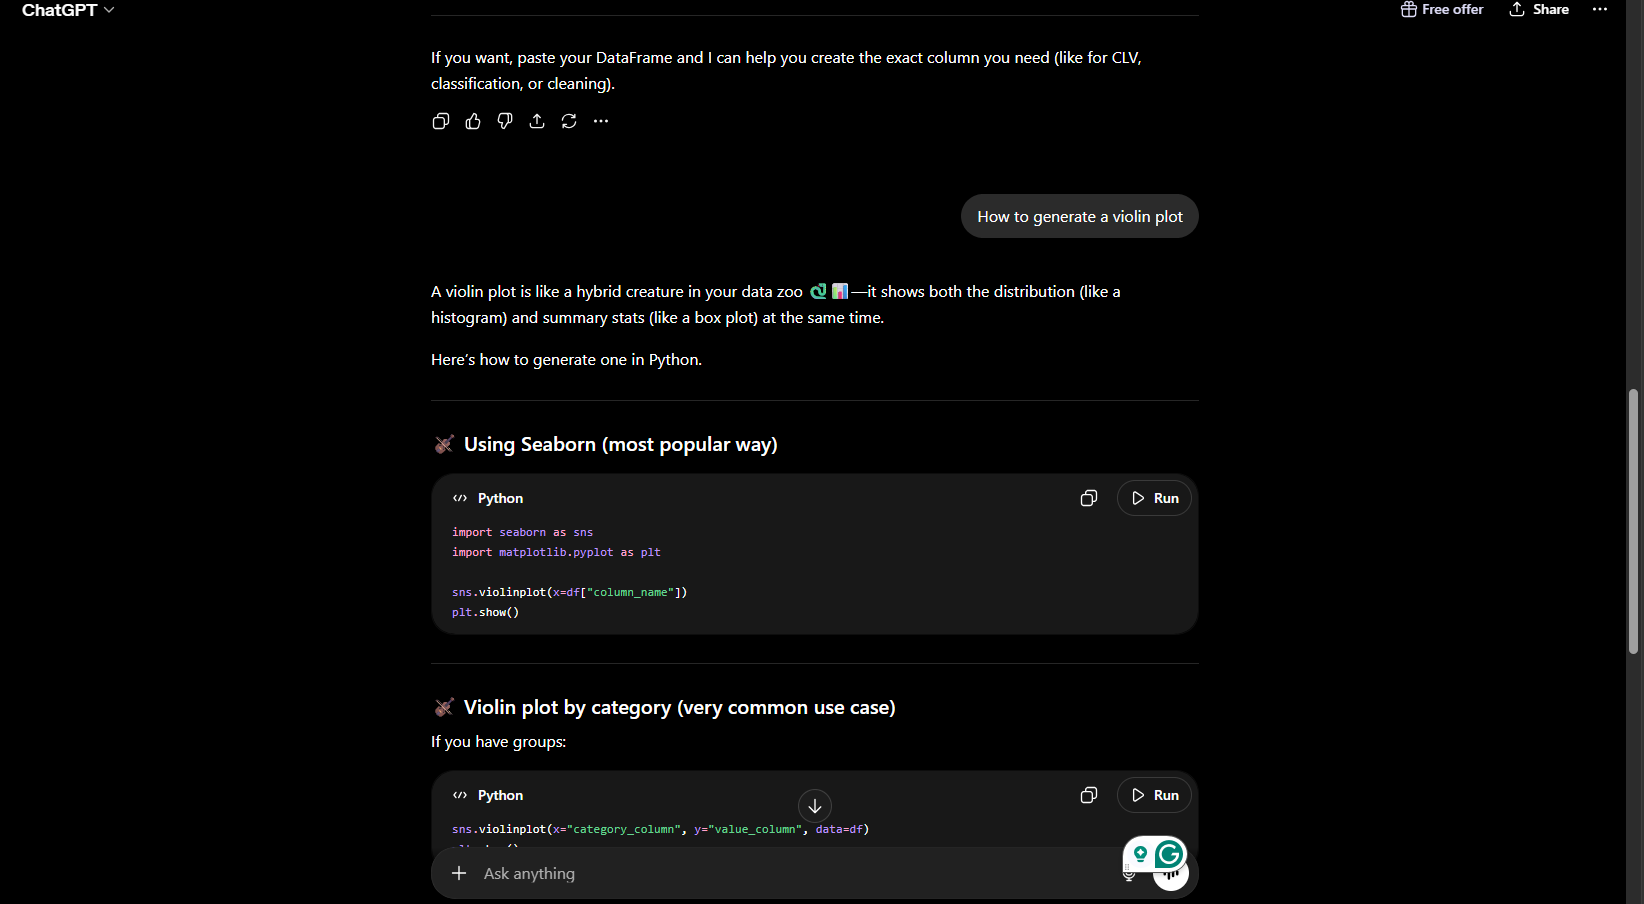 ChatGPT
Free offer
Share
If you want, paste your DataFrame and I can help you create the exact column you need (like for CLV,
classification, or cleaning).
How to generate a violin plot
A violin plot is like a hybrid creature in your data zoo 🐉📊—it shows both the distribution (like a
histogram) and summary stats (like a box plot) at the same time.
Here’s how to generate one in Python.
🎻 Using Seaborn (most popular way)
Python
Run
import seaborn as sns
import matplotlib.pyplot as plt
sns.violinplot(x=df["column_name"])
plt.show()
🎻 Violin plot by category (very common use case)
If you have groups:
Python
Run
sns.violinplot(x="category_column", y="value_column", data=df)
Ask anything